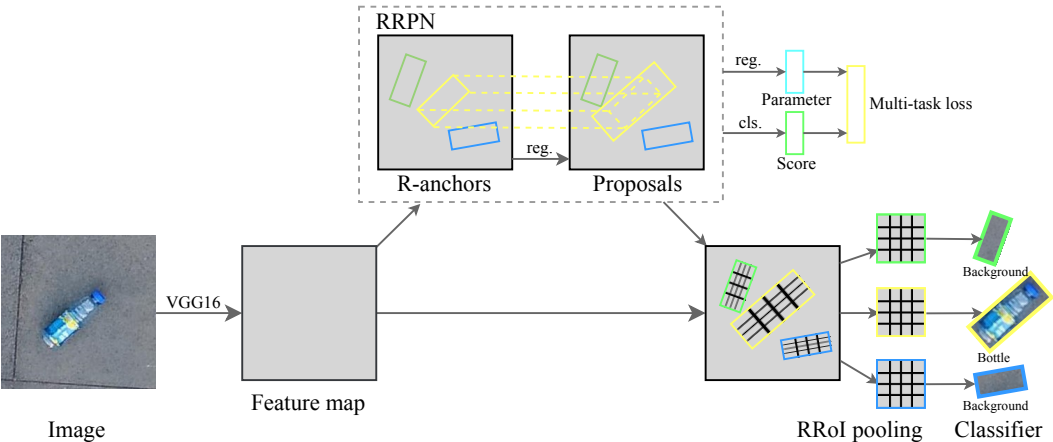 RRPN
reg.
Parameter
cls.
Score
Multi-task loss
reg.
R-anchors
Proposals
VGG16
Feature map
Image
Background
Bottle
Background
RRoI pooling
Classifier